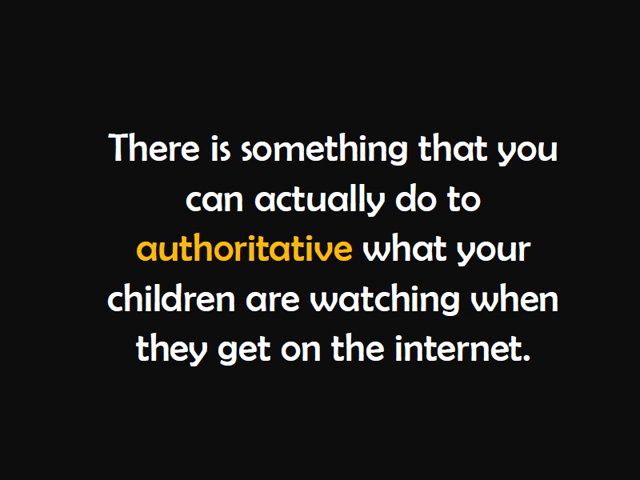 There is something that you
can actually do to
authoritative what your
children are watching when
they get on the internet.